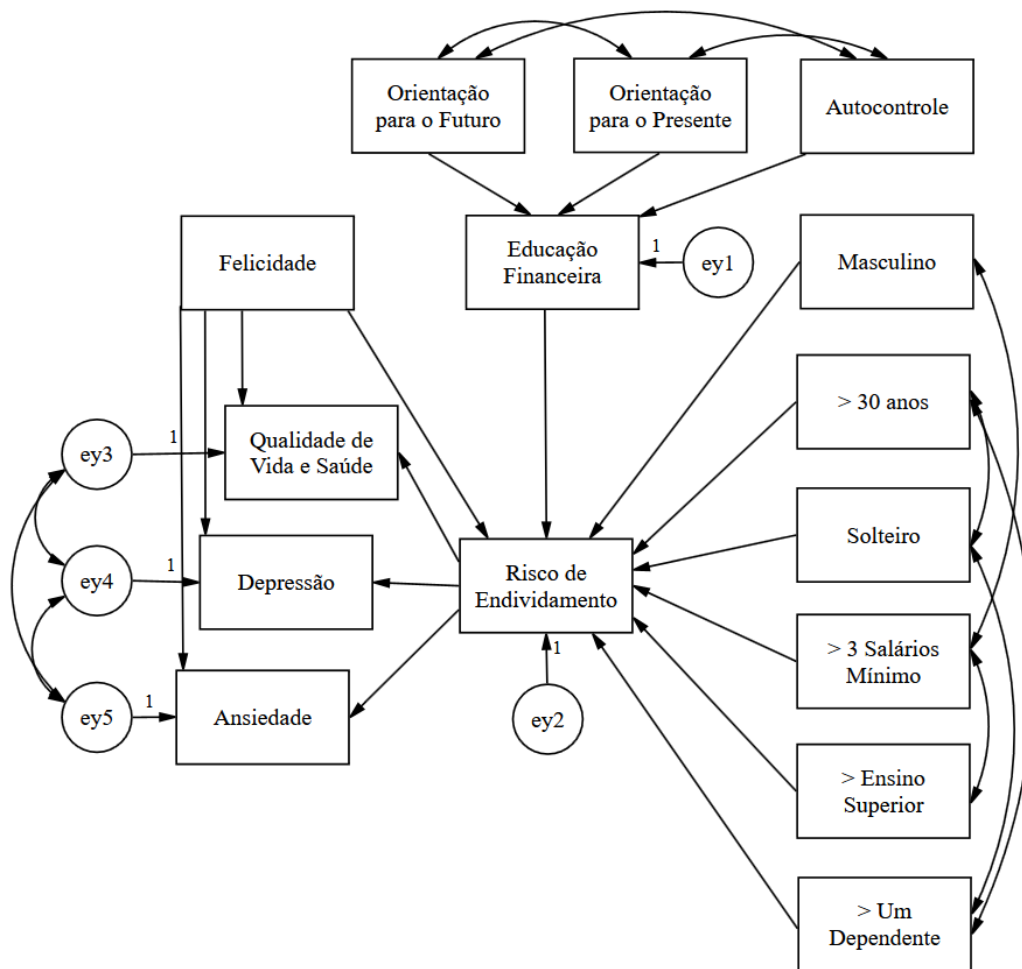 Orientação
para o Futuro
Orientação
para o Presente
Autocontrole
Felicidade
Educação
Financeira
1
ey1
Masculino
> 30 anos
ey3
1
Qualidade de
Vida e Saúde
Solteiro
ey4
1
Depressão
Risco de
Endividamento
1
ey2
> 3 Salários
Mínimo
ey5
1
Ansiedade
> Ensino
Superior
> Um
Dependente